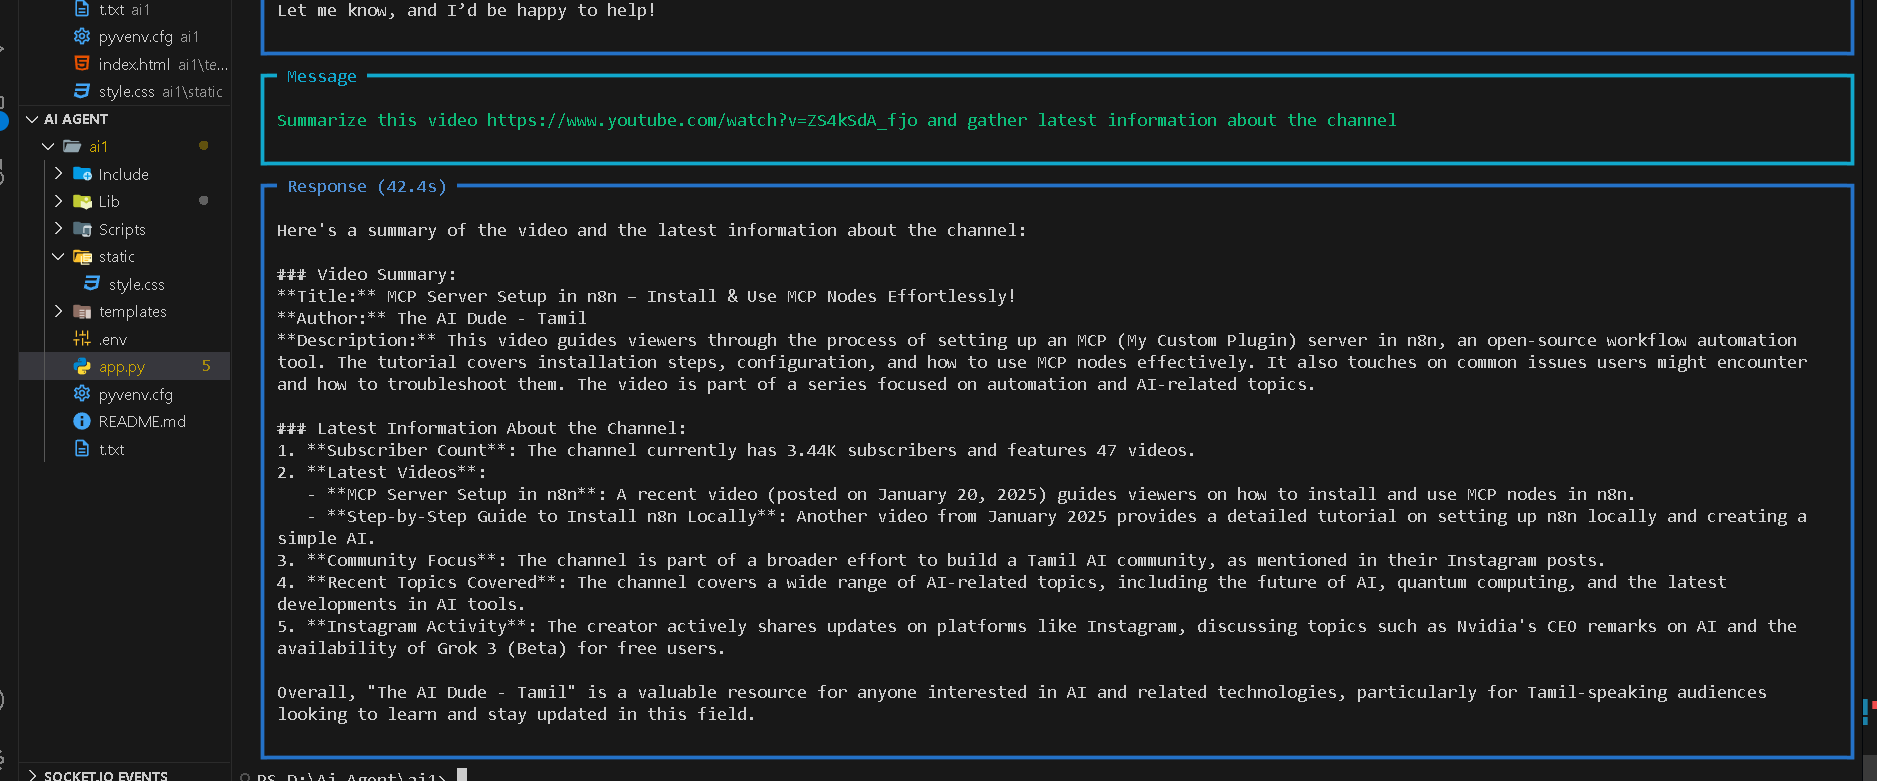 t.txt ai1
pyvenv.cfg ai1
index.html ai1\te...
style.css ai1\static
AI AGENT
ai1
Include
Lib
Scripts
static
style.css
templates
.env
app.py 5
pyvenv.cfg
README.md
t.txt
SOCKET.IO EVENTS
Let me know, and I’d be happy to help!
Message
Summarize this video https://www.youtube.com/watch?v=ZS4kSdA_fjo and gather latest information about the channel
Response (42.4s)
Here's a summary of the video and the latest information about the channel:
### Video Summary:
**Title:** MCP Server Setup in n8n – Install & Use MCP Nodes Effortlessly!
**Author:** The AI Dude - Tamil
**Description:** This video guides viewers through the process of setting up an MCP (My Custom Plugin) server in n8n, an open-source workflow automation
tool. The tutorial covers installation steps, configuration, and how to use MCP nodes effectively. It also touches on common issues users might encounter
and how to troubleshoot them. The video is part of a series focused on automation and AI-related topics.
### Latest Information About the Channel:
1. **Subscriber Count**: The channel currently has 3.44K subscribers and features 47 videos.
2. **Latest Videos**:
- **MCP Server Setup in n8n**: A recent video (posted on January 20, 2025) guides viewers on how to install and use MCP nodes in n8n.
- **Step-by-Step Guide to Install n8n Locally**: Another video from January 2025 provides a detailed tutorial on setting up n8n locally and creating a
simple AI.
3. **Community Focus**: The channel is part of a broader effort to build a Tamil AI community, as mentioned in their Instagram posts.
4. **Recent Topics Covered**: The channel covers a wide range of AI-related topics, including the future of AI, quantum computing, and the latest
developments in AI tools.
5. **Instagram Activity**: The creator actively shares updates on platforms like Instagram, discussing topics such as Nvidia's CEO remarks on AI and the
availability of Grok 3 (Beta) for free users.
Overall, "The AI Dude - Tamil" is a valuable resource for anyone interested in AI and related technologies, particularly for Tamil-speaking audiences
looking to learn and stay updated in this field.
PS D:\Ai Agent\ai1>